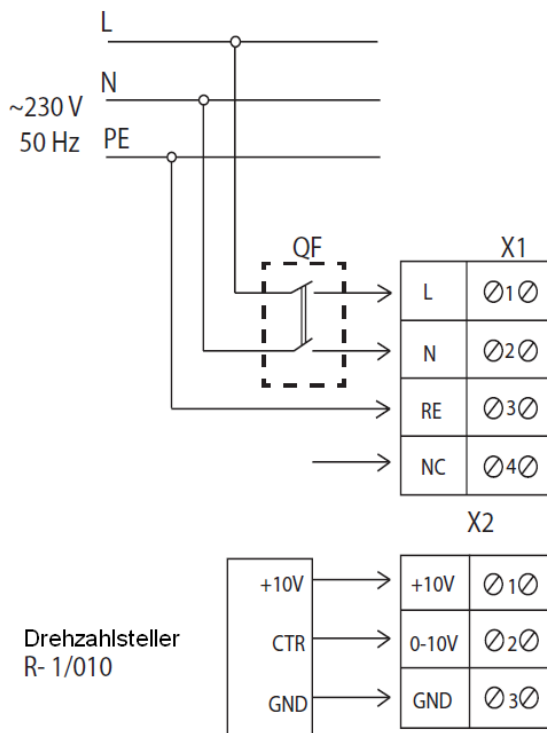 L
N
~230 V
50 Hz
PE
QF
X1
L 1
N 2
RE 3
NC 4
X2
+10V +10V 1
CTR 0-10V 2
GND GND 3
Drehzahlsteller
R- 1/010